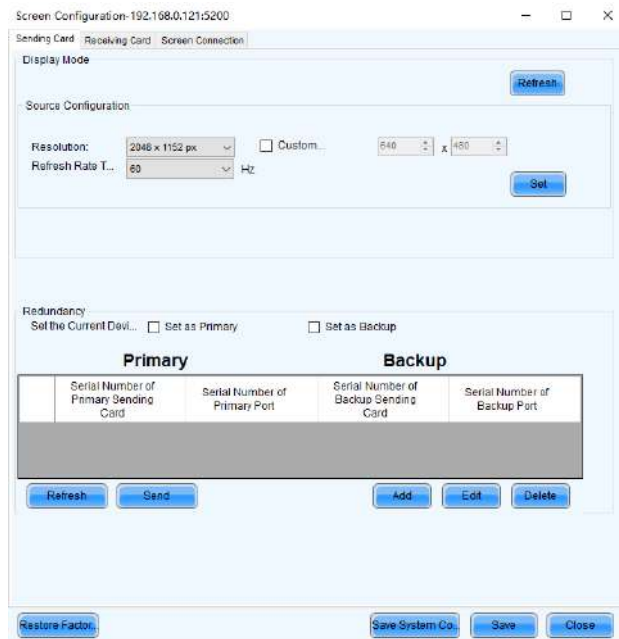 Screen Configuration-192.168.0.121:5200
Sending Card Receiving Card Screen Connection
Display Mode
Refresh
Source Configuration
Resolution: 2048 x 1152 px Custom... 640 x 480
Refresh Rate T... 60 Hz
Set
Redundancy
Set the Current Devi... Set as Primary Set as Backup
Primary Backup
Serial Number of Primary Sending Card
Serial Number of Primary Port
Serial Number of Backup Sending Card
Serial Number of Backup Port
Refresh Send Add Edit Delete
Restore Factor... Save System Co... Save Close